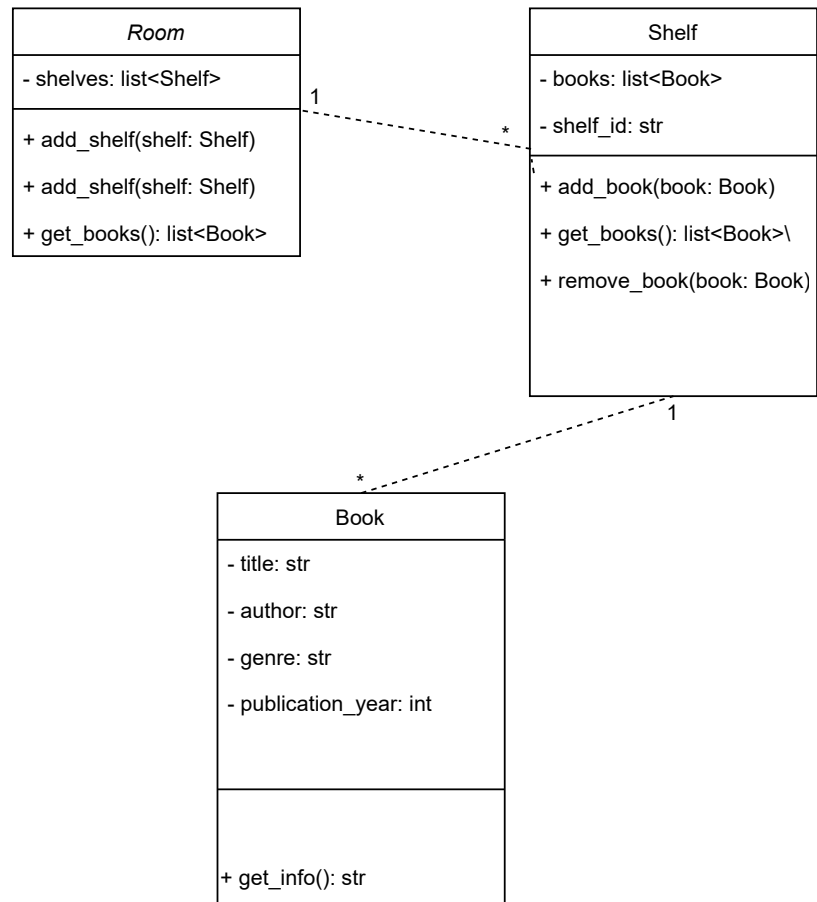 Room
- shelves: list<Shelf>
+ add_shelf(shelf: Shelf)
+ add_shelf(shelf: Shelf)
+ get_books(): list<Book>
1
*
Shelf
- books: list<Book>
- shelf_id: str
+ add_book(book: Book)
+ get_books(): list<Book>\
+ remove_book(book: Book)
1
*
Book
- title: str
- author: str
- genre: str
- publication_year: int
+ get_info(): str